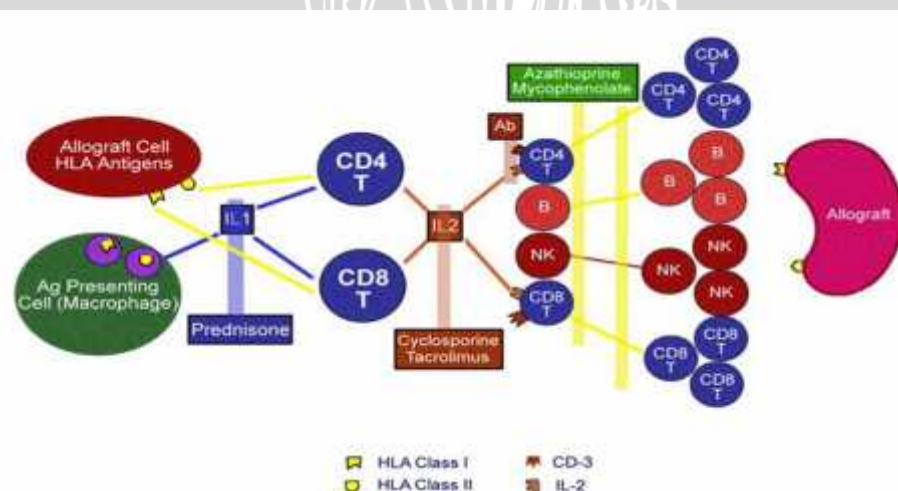 Allograft Cell
HLA Antigens
Ag Presenting
Cell (Macrophage)
IL1
Prednisone
CD4
T
CD8
T
IL2
Cyclosporine
Tacrolimus
Ab
CD4
T
B
NK
CD8
T
Azathioprine
Mycophenolate
CD4
T
CD4
T
CD4
T
B
B
B
NK
NK
NK
CD8
T
CD8
T
CD8
T
Allograft
HLA Class I
HLA Class II
CD-3
IL-2